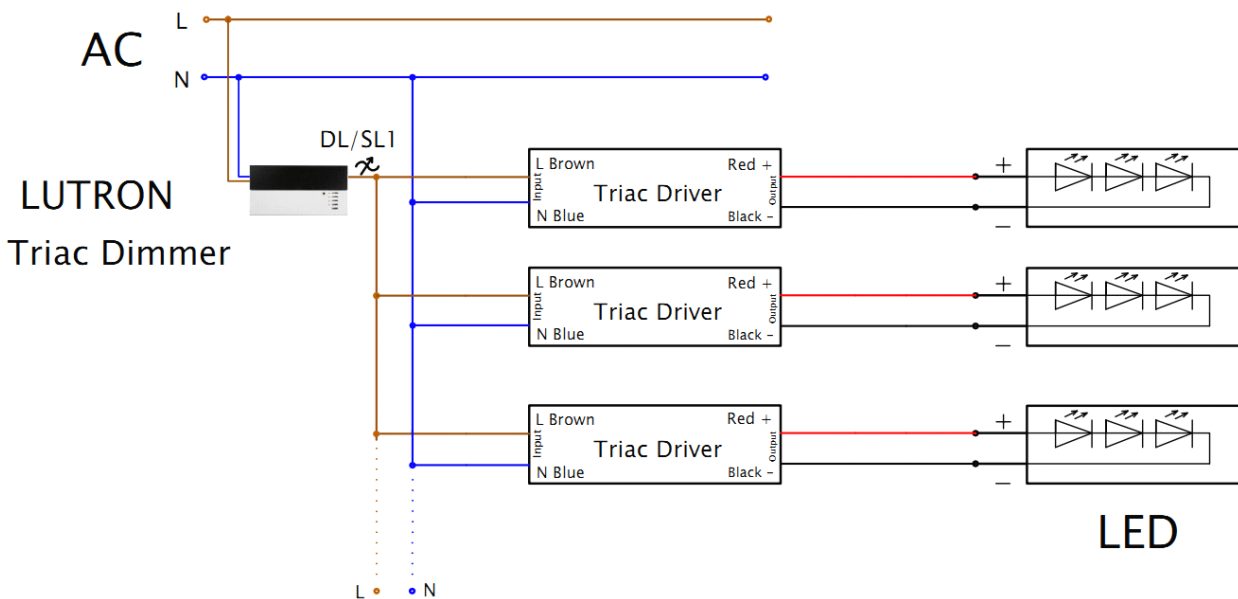 L
AC
N
DL/SL1
LUTRON
Triac Dimmer
L Brown
Red +
Input
Triac Driver
Output
N Blue
Black -
+
−
L Brown
Red +
Input
Triac Driver
Output
N Blue
Black -
+
−
L Brown
Red +
Input
Triac Driver
Output
N Blue
Black -
+
−
LED
L
N